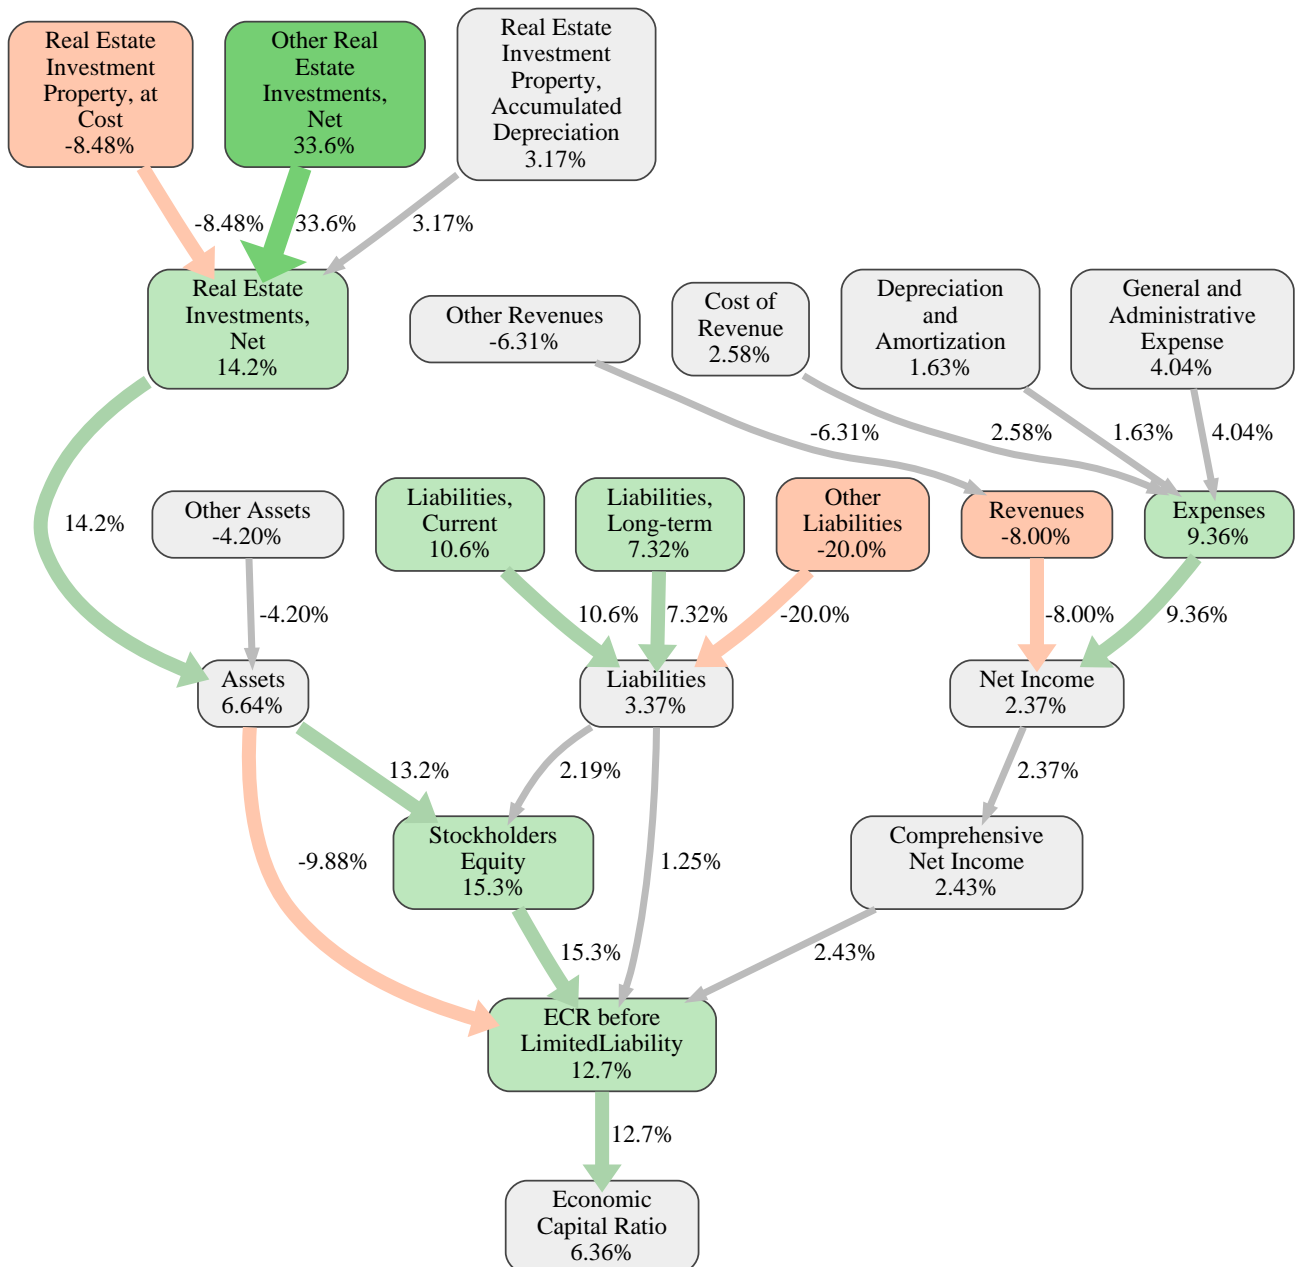 Real Estate
Investment
Property, at
Cost
-8.48%
Other Real
Estate
Investments,
Net
33.6%
Real Estate
Investment
Property,
Accumulated
Depreciation
3.17%
-8.48%
33.6%
3.17%
Real Estate
Investments,
Net
14.2%
Other Revenues
-6.31%
Cost of
Revenue
2.58%
Depreciation
and
Amortization
1.63%
General and
Administrative
Expense
4.04%
-6.31%
2.58%
1.63%
4.04%
14.2%
Other Assets
-4.20%
Liabilities,
Current
10.6%
Liabilities,
Long-term
7.32%
Other
Liabilities
-20.0%
Revenues
-8.00%
Expenses
9.36%
-4.20%
10.6%
7.32%
-20.0%
-8.00%
9.36%
Assets
6.64%
Liabilities
3.37%
Net Income
2.37%
13.2%
2.19%
2.37%
-9.88%
Stockholders
Equity
15.3%
1.25%
Comprehensive
Net Income
2.43%
15.3%
2.43%
ECR before
LimitedLiability
12.7%
12.7%
Economic
Capital Ratio
6.36%